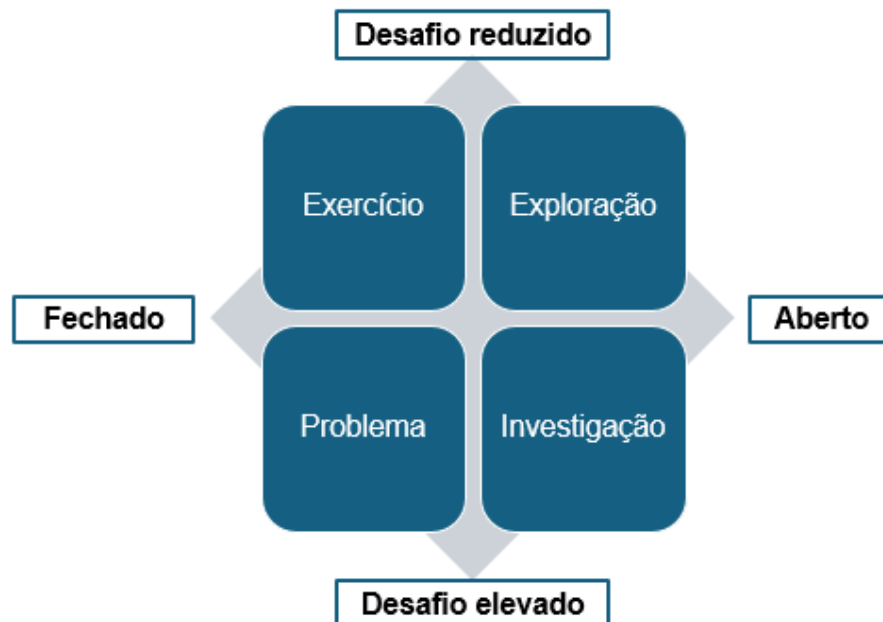 Desafio reduzido
Exercício
Exploração
Fechado
Aberto
Problema
Investigação
Desafio elevado